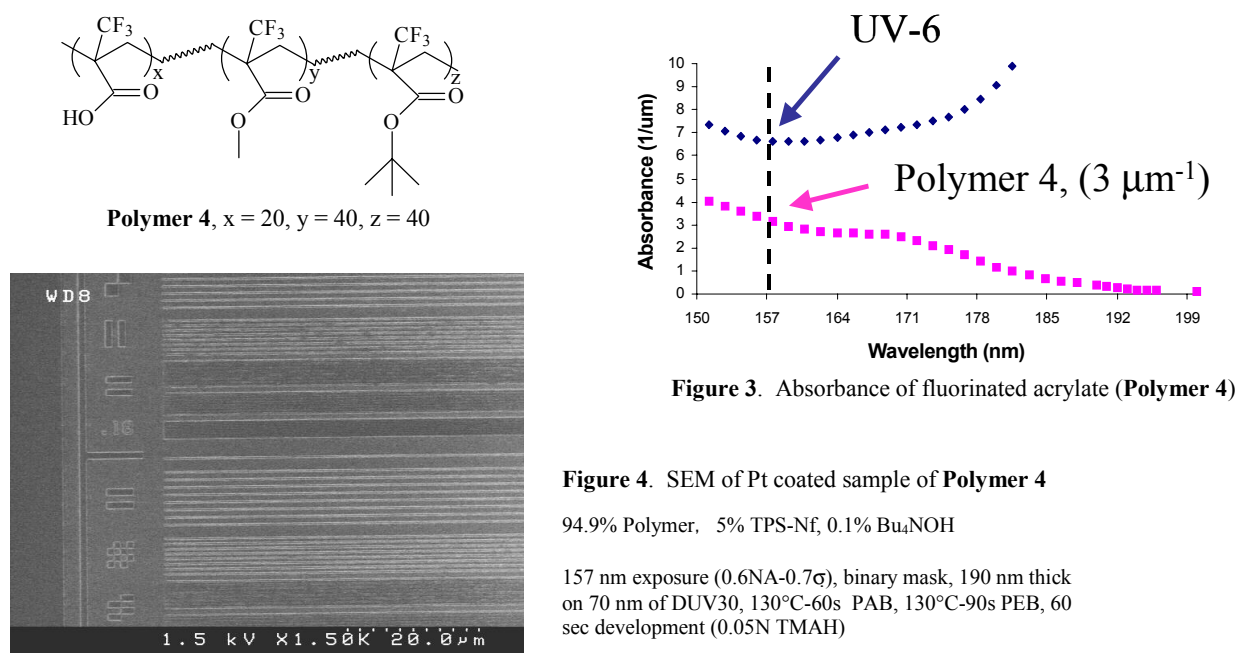 CF₃
CF₃
CF₃
x
y
z
HO
O
O
O
O
O
Polymer 4, x = 20, y = 40, z = 40
UV-6
Polymer 4, (3 μm⁻¹)
Absorbance (1/um)
10
9
8
7
6
5
4
3
2
1
0
150 157 164 171 178 185 192 199
Wavelength (nm)
Figure 3. Absorbance of fluorinated acrylate (Polymer 4)
WD8
.16
1.5 kV X1.50K 20.0μm
Figure 4. SEM of Pt coated sample of Polymer 4
94.9% Polymer, 5% TPS-Nf, 0.1% Bu₄NOH
157 nm exposure (0.6NA-0.7σ), binary mask, 190 nm thick
on 70 nm of DUV30, 130°C-60s PAB, 130°C-90s PEB, 60
sec development (0.05N TMAH)